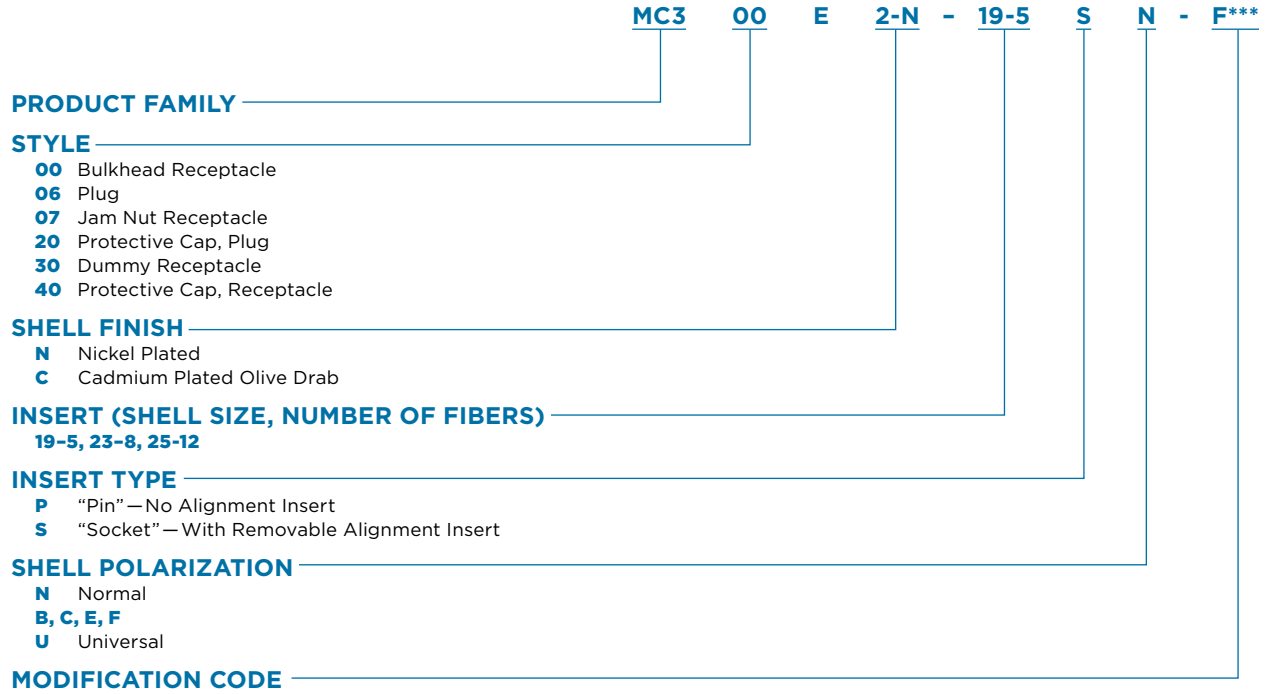 MC3 00 E 2-N – 19-5 S N - F***
PRODUCT FAMILY
STYLE
00 Bulkhead Receptacle
06 Plug
07 Jam Nut Receptacle
20 Protective Cap, Plug
30 Dummy Receptacle
40 Protective Cap, Receptacle
SHELL FINISH
N Nickel Plated
C Cadmium Plated Olive Drab
INSERT (SHELL SIZE, NUMBER OF FIBERS)
19–5, 23–8, 25-12
INSERT TYPE
P “Pin”—No Alignment Insert
S “Socket”—With Removable Alignment Insert
SHELL POLARIZATION
N Normal
B, C, E, F
U Universal
MODIFICATION CODE